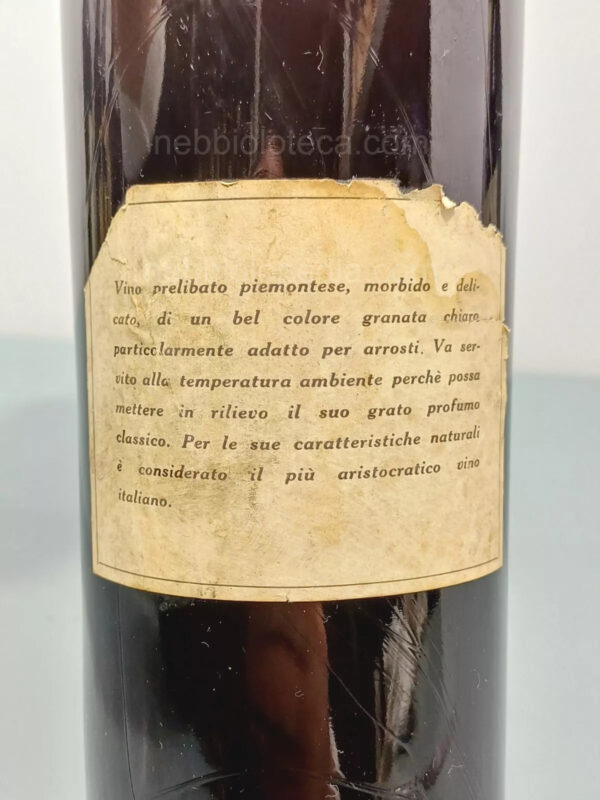 nebbioloteca.com
Vino prelibato piemontese, morbido e deli-
cato, di un bel colore granata chiaro
particolarmente adatto per arrosti. Va ser-
vito alla temperatura ambiente perchè possa
mettere in rilievo il suo grato profumo
classico. Per le sue caratteristiche naturali
è considerato il più aristocratico vino
italiano.